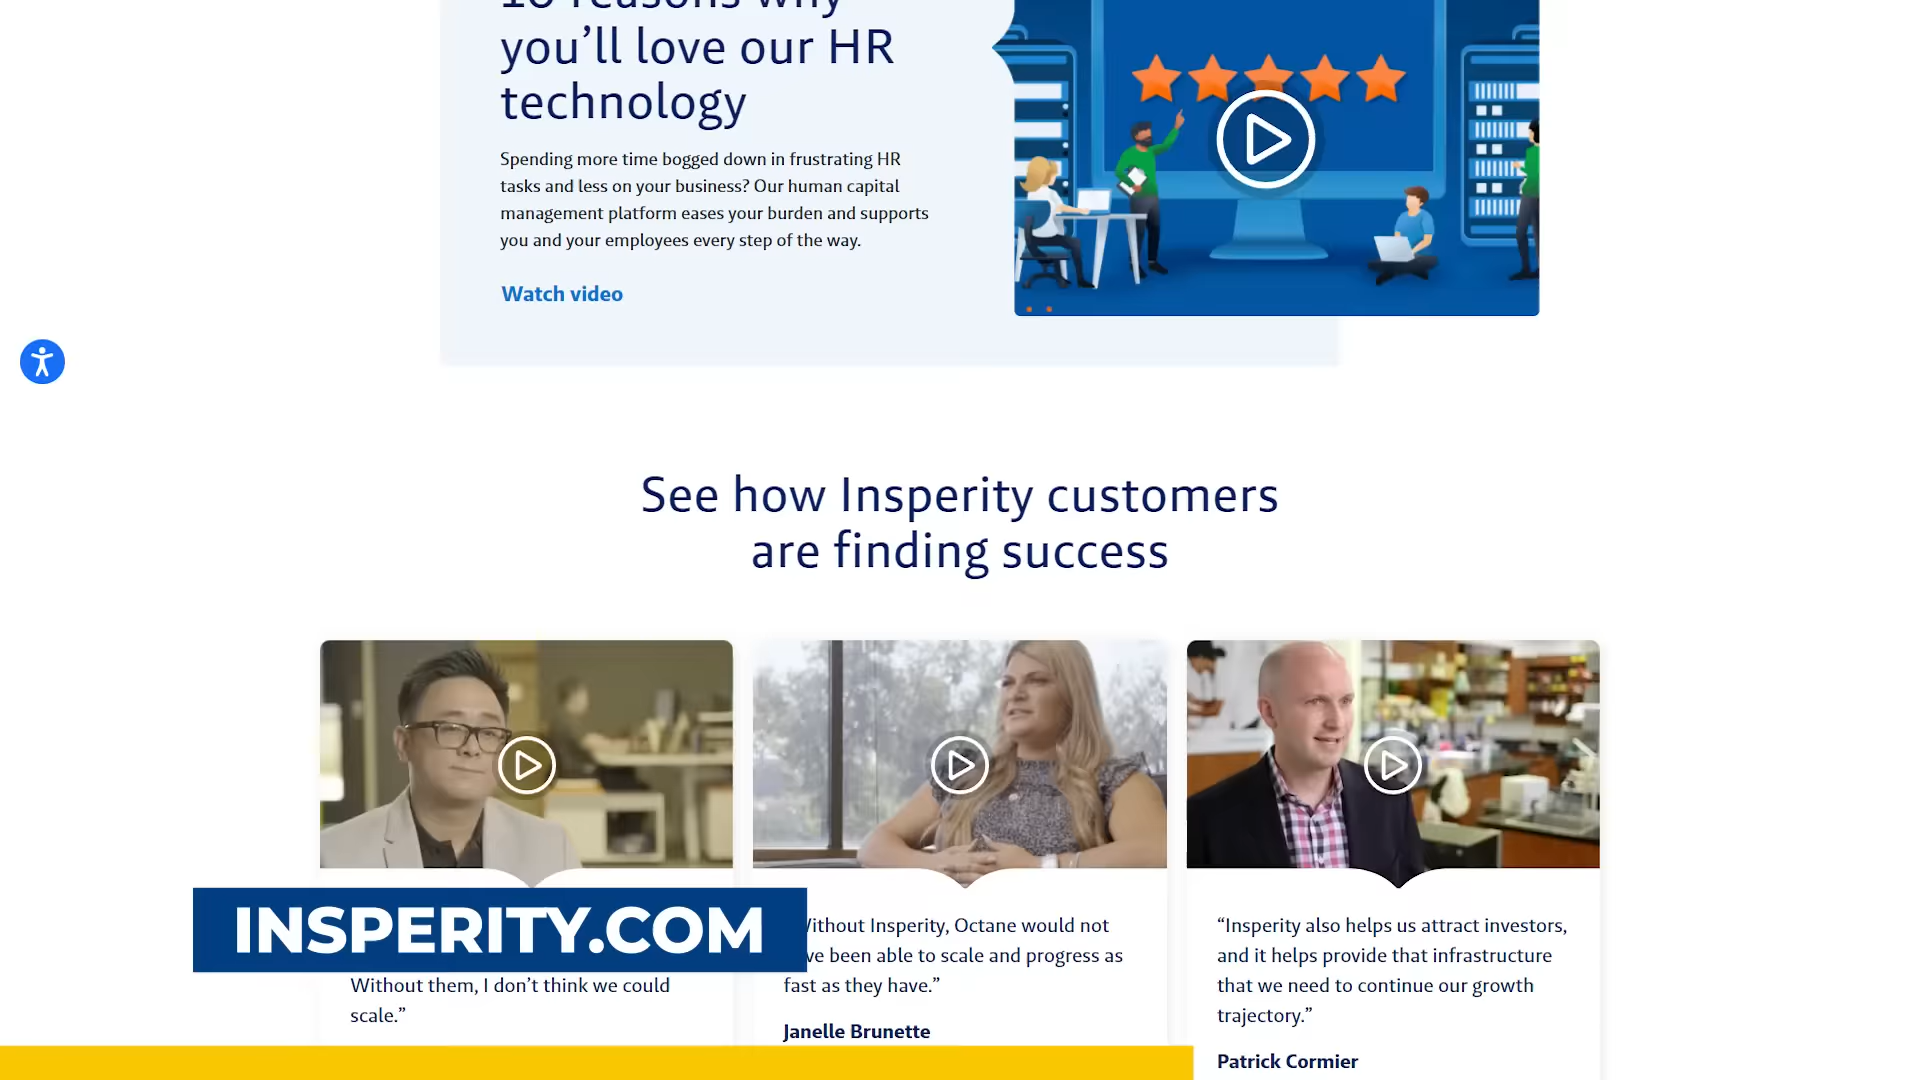 10 reasons why
you’ll love our HR
technology
Spending more time bogged down in frustrating HR
tasks and less on your business? Our human capital
management platform eases your burden and supports
you and your employees every step of the way.
Watch video
See how Insperity customers
are finding success
INSPERITY.COM
Without them, I don’t think we could
scale.”
Insperity, Octane would not
been able to scale and progress as
fast as they have.”
Janelle Brunette
“Insperity also helps us attract investors,
and it helps provide that infrastructure
that we need to continue our growth
trajectory.”
Patrick Cormier